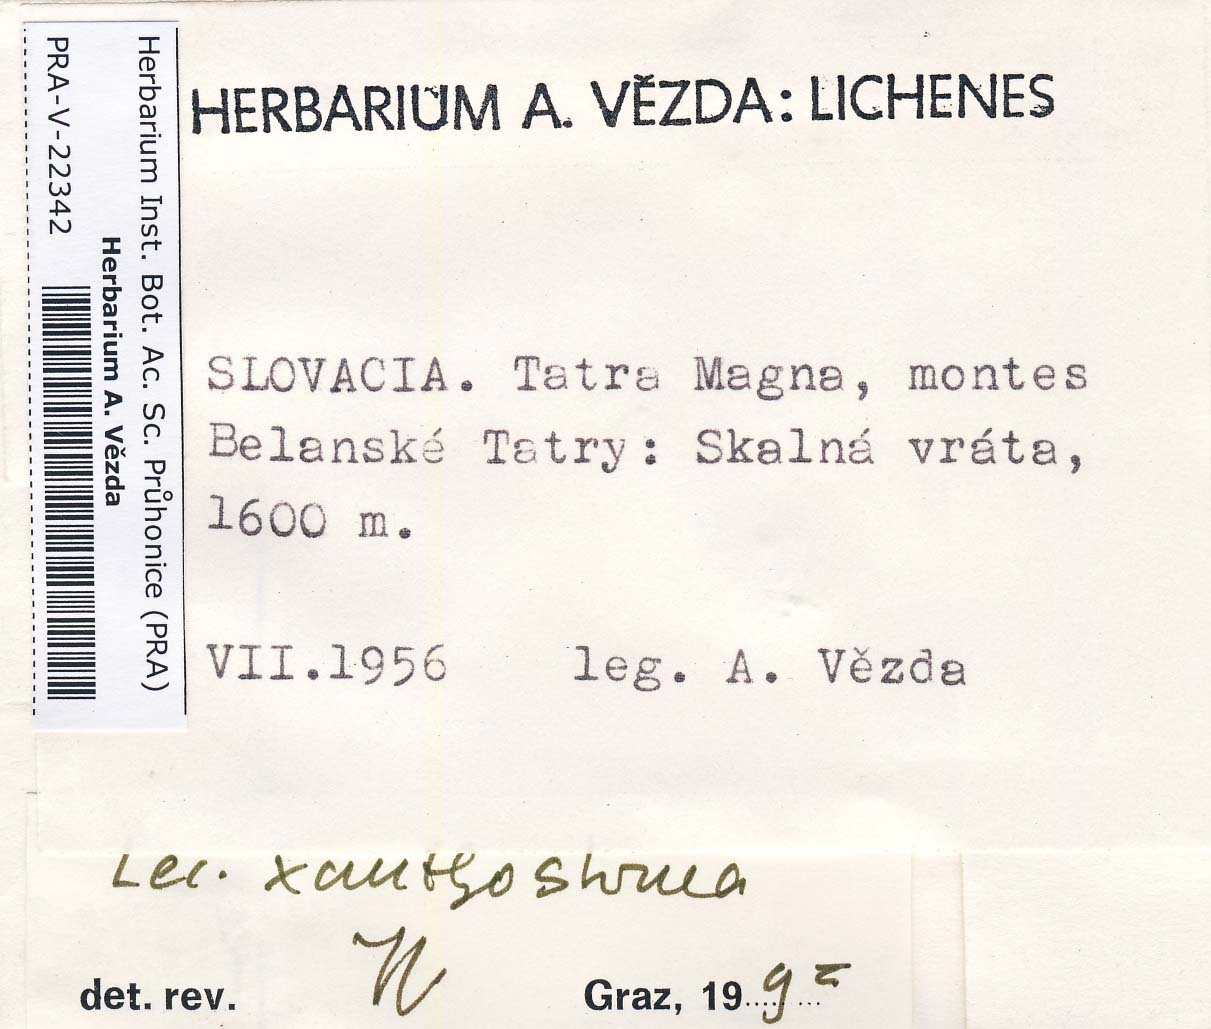 HERBARIUM A. VĚZDA: LICHENES
Herbarium Inst. Bot. Ac. Sc. Průhonice (PRA)
Herbarium A. Vězda
PRA-V-22342
SLOVACIA. Tatra Magna, montes
Belanské Tatry: Skalná vráta,
1600 m.
VII.1956 leg. A. Vězda
Lec. xanthostoma
det. rev.
Graz, 19